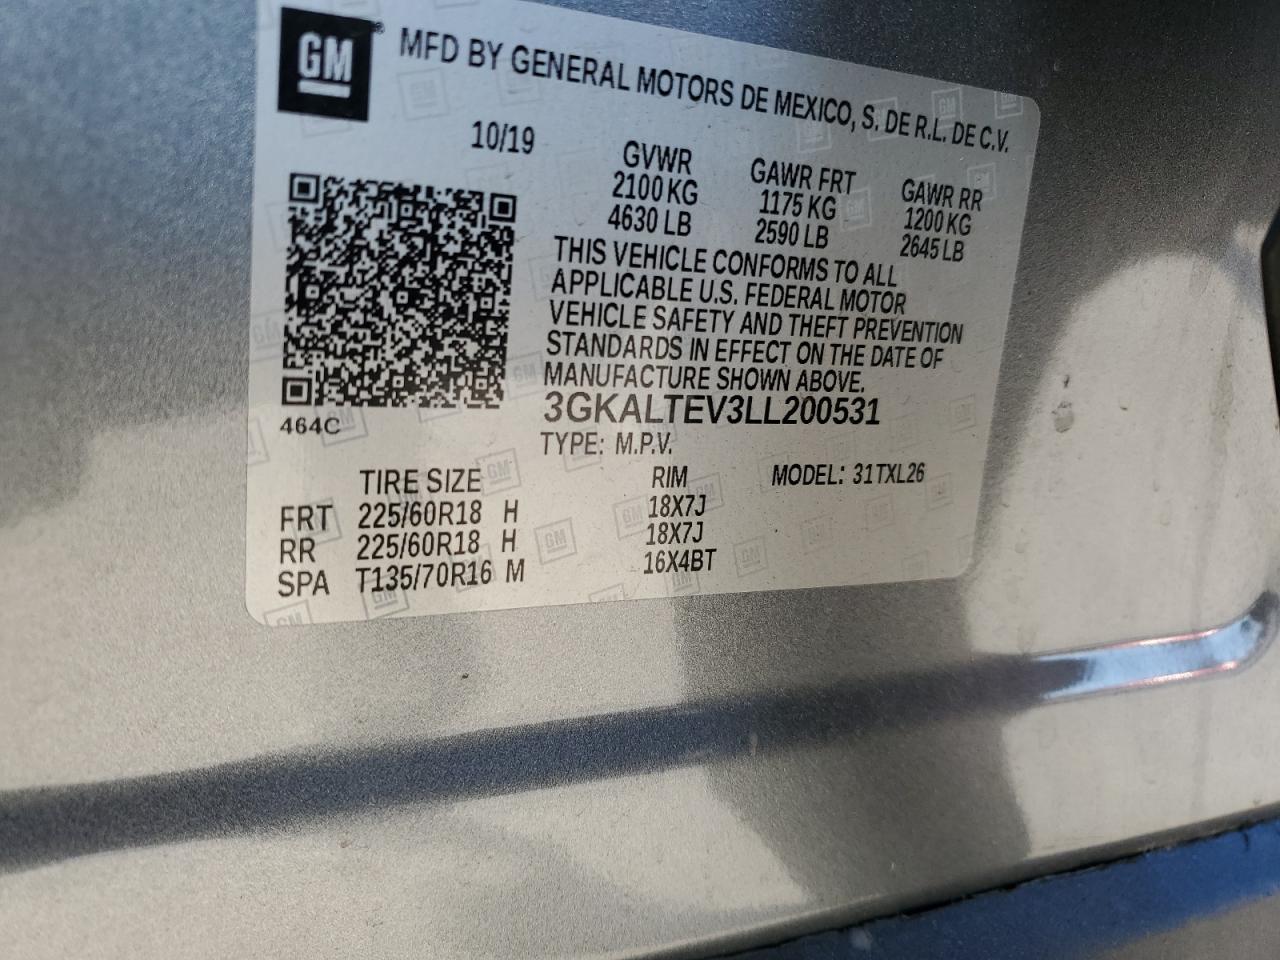 GM ® MFD BY GENERAL MOTORS DE MEXICO, S. DE R.L. DE C.V.
10/19
GVWR GAWR FRT GAWR RR
2100 KG 1175 KG 1200 KG
4630 LB 2590 LB 2645 LB
THIS VEHICLE CONFORMS TO ALL
APPLICABLE U.S. FEDERAL MOTOR
VEHICLE SAFETY AND THEFT PREVENTION
STANDARDS IN EFFECT ON THE DATE OF
MANUFACTURE SHOWN ABOVE.
3GKALTEV3LL200531
464C
TYPE: M.P.V.
TIRE SIZE RIM MODEL: 31TXL26
FRT 225/60R18 H 18X7J
RR 225/60R18 H 18X7J
SPA T135/70R16 M 16X4BT